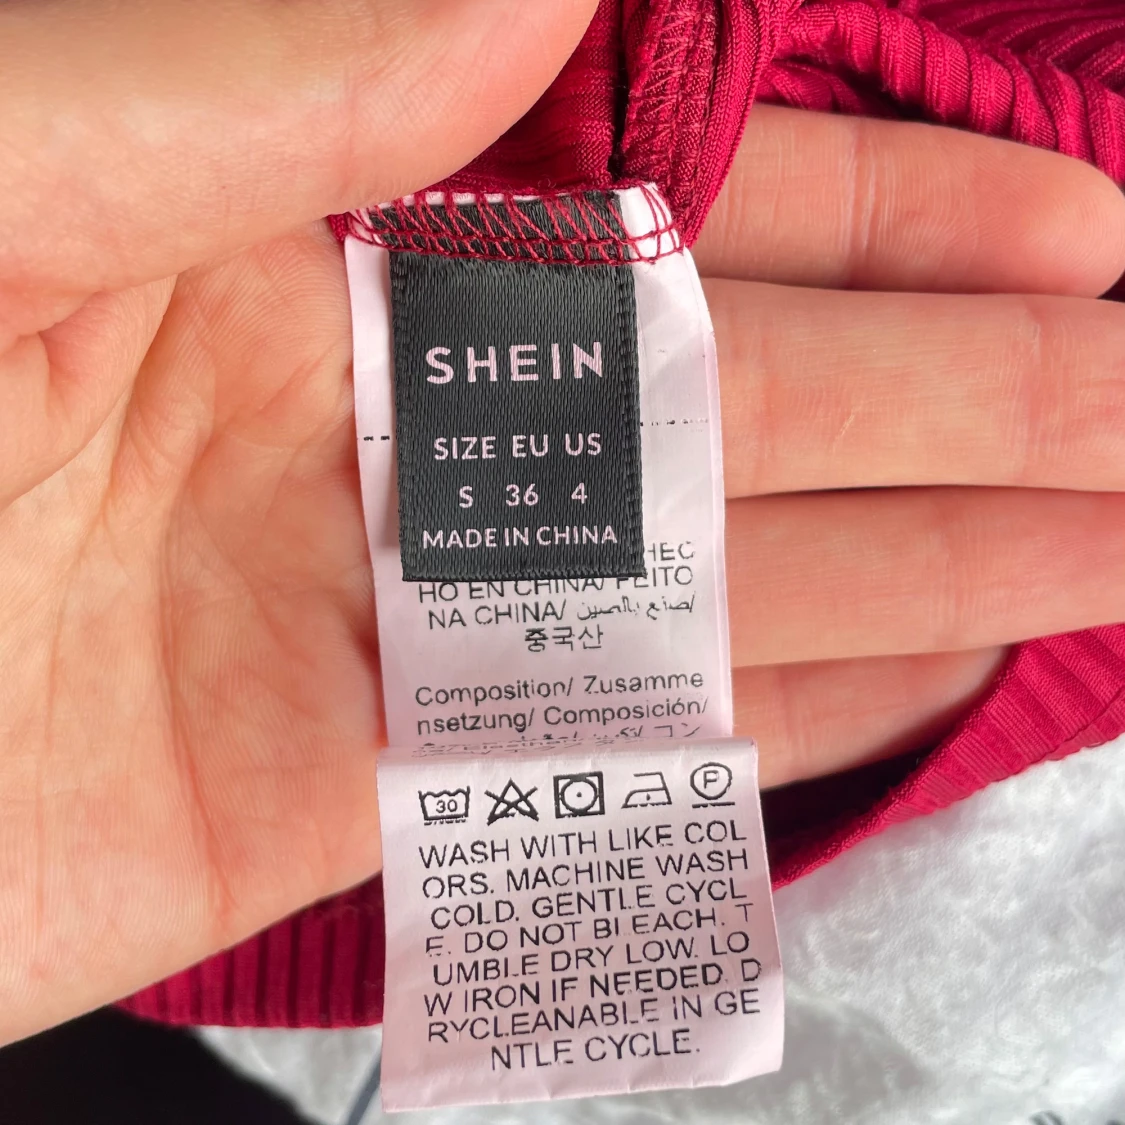 SHEIN
SIZE EU US
S 36 4
MADE IN CHINA
HO EN CHINA/ FEITO
NA CHINA/ صنع بالصين/
중국산
Composition/ Zusamme
nsetzung/ Composición/
30
P
WASH WITH LIKE COL
ORS. MACHINE WASH
COLD. GENTLE CYCL
E. DO NOT BLEACH. T
UMBLE DRY LOW. LO
W IRON IF NEEDED. D
RYCLEANABLE IN GE
NTLE CYCLE.